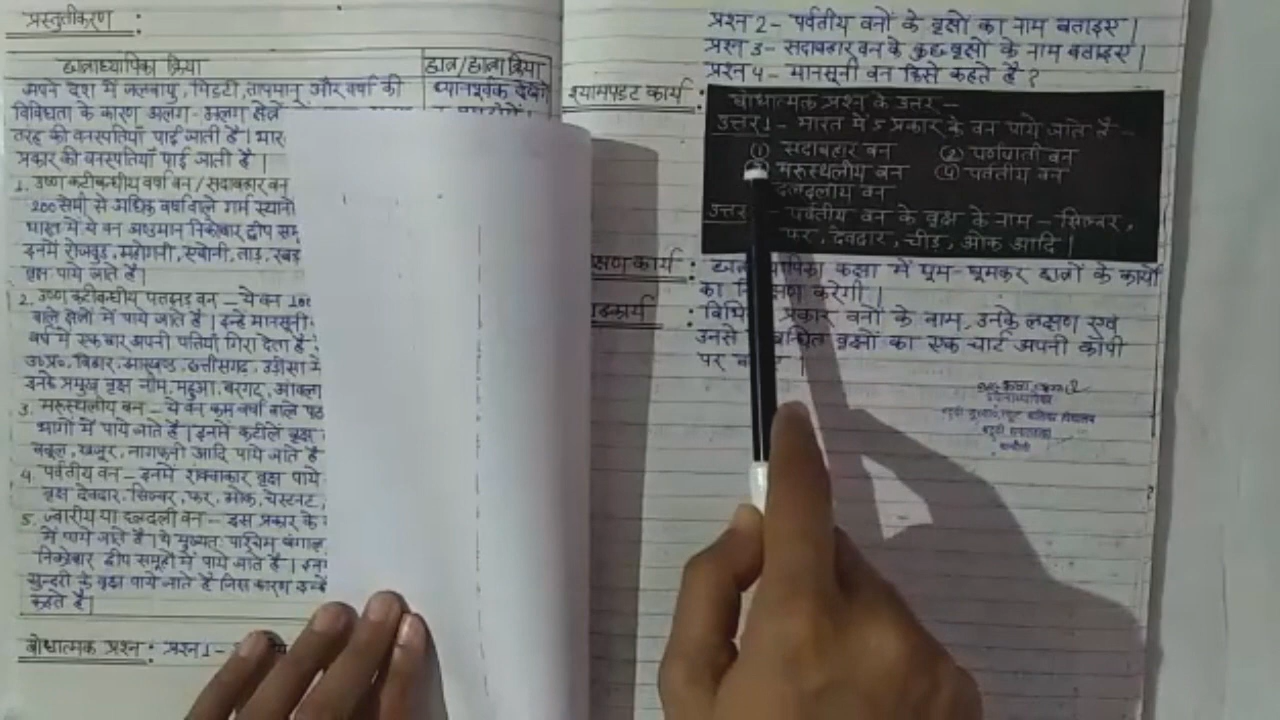 प्रस्तुतीकरण :
छात्राध्यापिका क्रिया
छात्र/छात्रा क्रिया
अपने देश में जलवायु, मिट्टी, तापमान, और वर्षा की
ध्यानपूर्वक देखेंगे
विविधता के कारण अलग-अलग क्षेत्रों
तरह की वनस्पतियाँ पाई जाती है।
प्रकार की वनस्पतियाँ पाई जाती है।
1. उष्ण कटीबन्धीय वर्षा वन/सदाबहार वन
200 सेमी से अधिक वर्षा वाले गर्म स्थानों
भारत में ये वन अण्डमान निकोबार द्वीप
इनमें रोजवुड, महोगनी, एबोनी, ताड़, रबड़
वृक्ष पाये जाते हैं।
2. उष्ण कटीबन्धीय पतझड़ वन - ये वन
वाले क्षेत्रों में पाये जाते है। इन्हें मानसूनी
वर्ष में एक बार अपनी पत्तियाँ गिरा देता है
उ०प्र०, बिहार, झारखण्ड, छत्तीसगढ़, उड़ीसा
इनके प्रमुख वृक्ष नीम, महुआ, बरगद, आंवला
3. मरूस्थलीय वन - ये वन कम वर्षा वाले
भागों में पाये जाते है। इनमें कटीले वृक्ष
बबूल, खजूर, नागफनी आदि पाये जाते है
4. पर्वतीय वन - इनमें शंक्वाकार वृक्ष पाये
वृक्ष देवदार, सिल्वर, फर, ओक, चेस्टनट,
5. ज्वारीय या दलदली वन - इस प्रकार के
में पाये जाते है। ये मुख्यतः पश्चिम बंगाल
निकोबार द्वीप समूहों में पाये जाते है।
सुन्दरी के वृक्ष पाये जाते है जिस कारण इन्हें
कहते है।
बोधात्मक प्रश्न : प्रश्न 1 -
प्रश्न 2 - पर्वतीय वनों के वृक्षों का नाम बताइए।
प्रश्न 3 - सदाबहार वन के कुछ वृक्षों के नाम बताइए।
प्रश्न 4 - मानसूनी वन किसे कहते है ?
श्यामपट्ट कार्य :
बोधात्मक प्रश्न के उत्तर -
उत्तर 1 - भारत में 5 प्रकार के वन पाये जाते है -
① सदाबहार वन ② पर्णपाती वन
मरूस्थलीय वन ④ पर्वतीय वन
दलदलीय वन
उत्तर - पर्वतीय वन के वृक्ष के नाम - सिल्वर,
फर, देवदार, चीड़, ओक आदि।
क्षण कार्य : कक्षा में घूम-घूमकर छात्रों के कार्यो
का करेगी।
: प्रकार वनों के नाम, उनके लक्षण एवं
उनसे वृक्षों का एक चार्ट अपनी कॉपी
पर